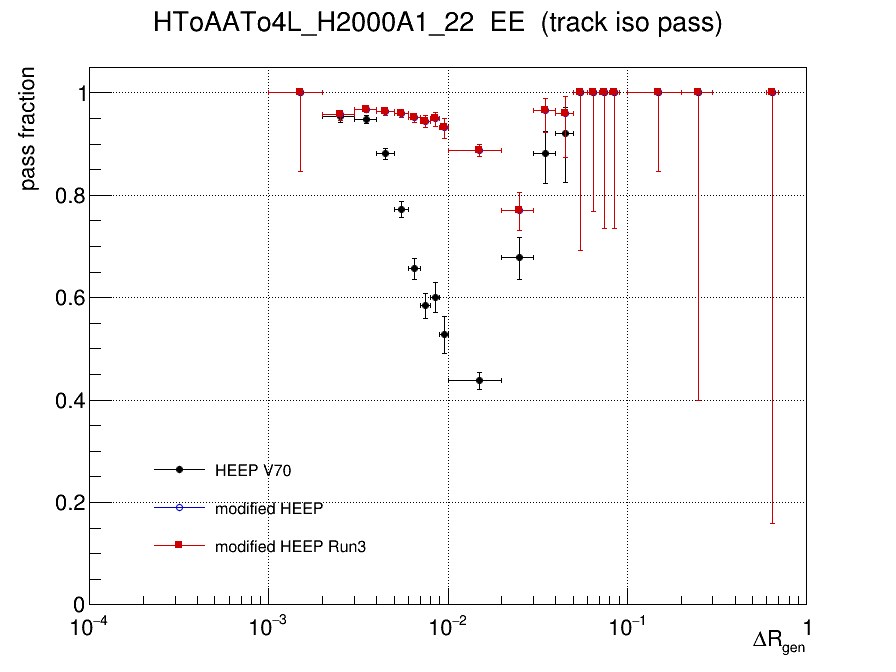 HToAATo4L_H2000A1_22 EE (track iso pass)
pass fraction
1
0.8
0.6
0.4
0.2
0
HEEP V70
modified HEEP
modified HEEP Run3
10⁻⁴ 10⁻³ 10⁻² 10⁻¹ 1
ΔR_gen